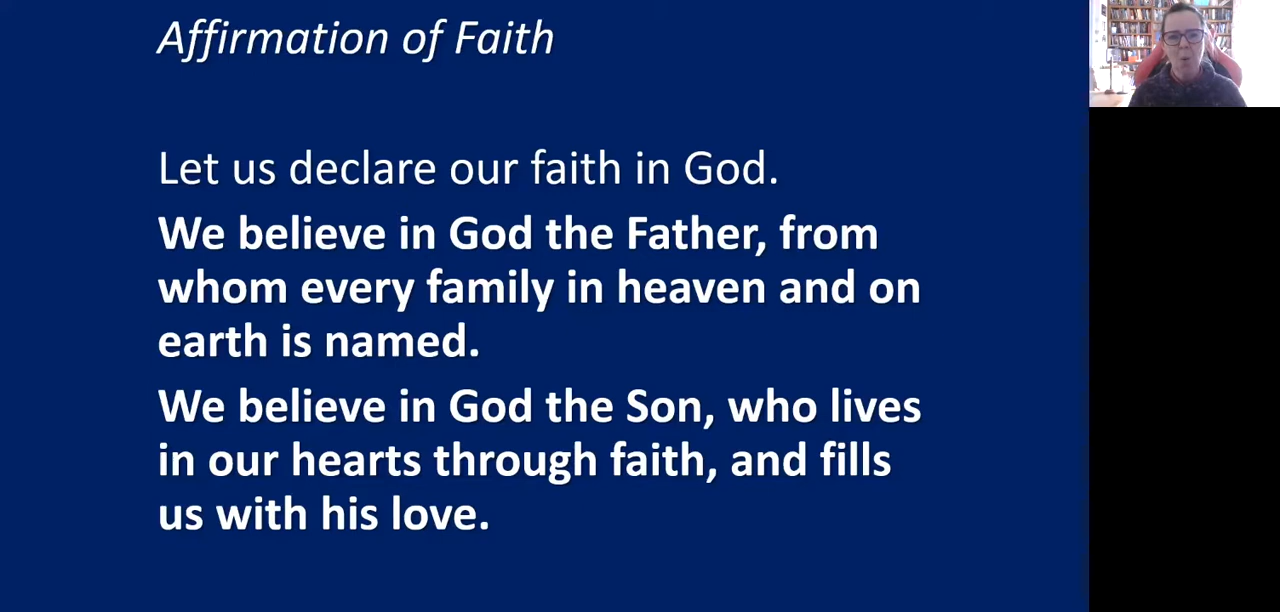 Affirmation of Faith
Let us declare our faith in God.
We believe in God the Father, from
whom every family in heaven and on
earth is named.
We believe in God the Son, who lives
in our hearts through faith, and fills
us with his love.